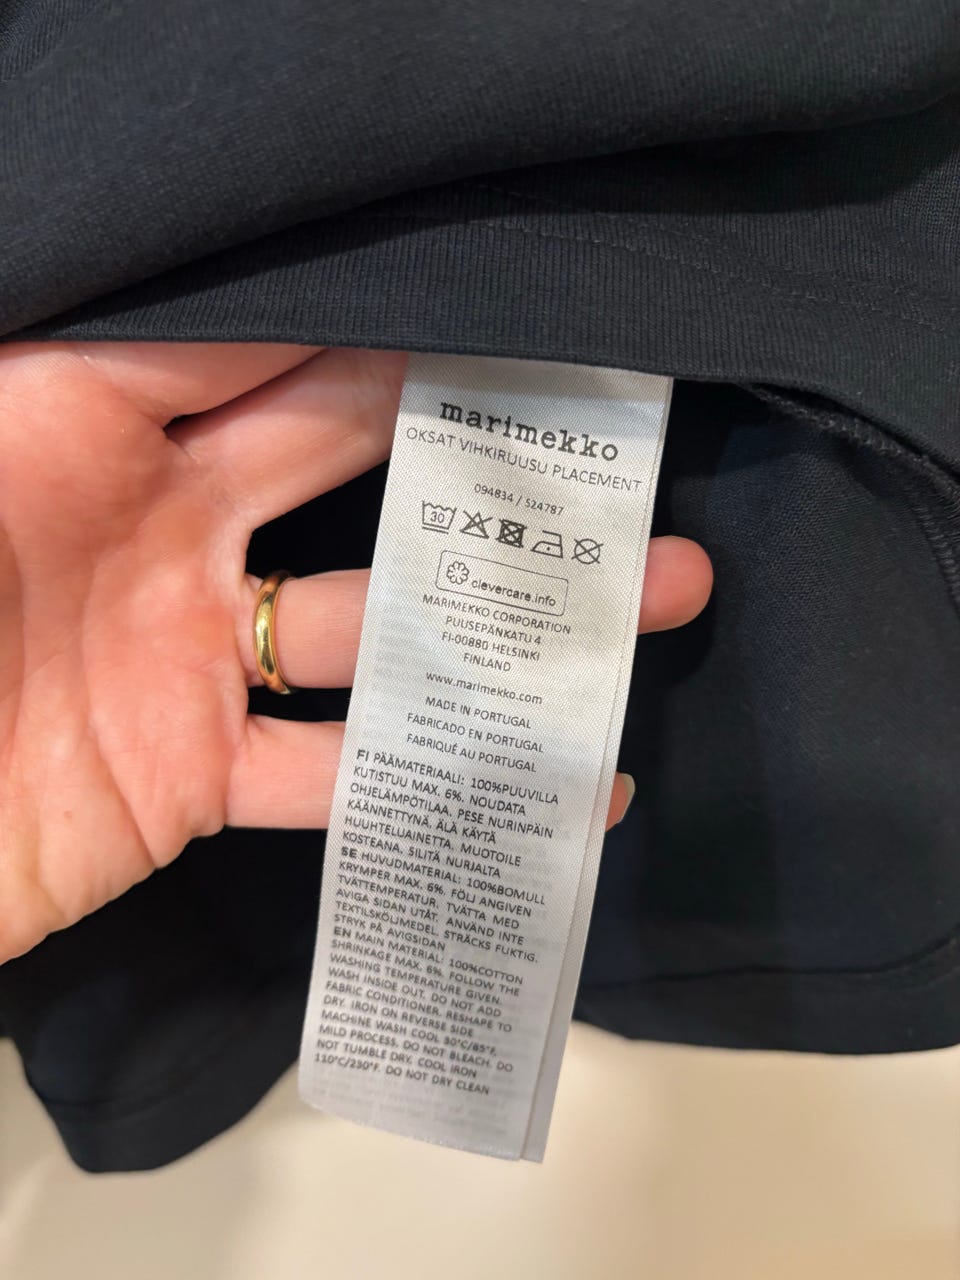 marimekko
OKSAT VIHKIRUUSU PLACEMENT
094834 / 524787
30
clevercare.info
MARIMEKKO CORPORATION
PUUSEPÄNKATU 4
FI-00880 HELSINKI
FINLAND
www.marimekko.com
MADE IN PORTUGAL
FABRICADO EN PORTUGAL
FABRIQUÉ AU PORTUGAL
FI PÄÄMATERIAALI: 100%PUUVILLA
KUTISTUU MAX. 6%. NOUDATA
OHJELÄMPÖTILAA. PESE NURINPÄIN
KÄÄNNETTYNÄ. ÄLÄ KÄYTÄ
HUUHTELUAINETTA. MUOTOILE
KOSTEANA. SILITÄ NURJALTA
SE HUVUDMATERIAL: 100%BOMULL
KRYMPER MAX. 6%. FÖLJ ANGIVEN
TVÄTTEMPERATUR. TVÄTTA MED
AVIGA SIDAN UTÅT. ANVÄND INTE
TEXTILSKÖLJMEDEL. STRÄCKS FUKTIG.
STRYK PÅ AVIGSIDAN
EN MAIN MATERIAL: 100%COTTON
SHRINKAGE MAX. 6%. FOLLOW THE
WASHING TEMPERATURE GIVEN.
WASH INSIDE OUT. DO NOT ADD
FABRIC CONDITIONER. RESHAPE TO
DRY. IRON ON REVERSE SIDE
MACHINE WASH COOL 30°C/85°F,
MILD PROCESS. DO NOT BLEACH. DO
NOT TUMBLE DRY. COOL IRON
110°C/230°F. DO NOT DRY CLEAN